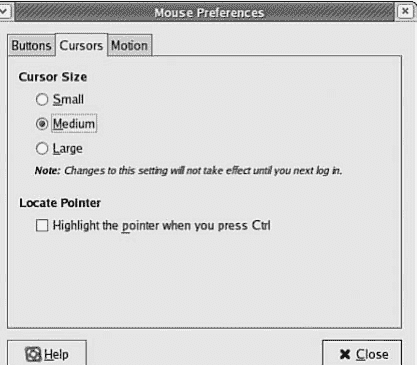 Mouse Preferences
Buttons Cursors Motion
Cursor Size
Small
Medium
Large
Note: Changes to this setting will not take effect until you next log in.
Locate Pointer
Highlight the pointer when you press Ctrl
Help Close